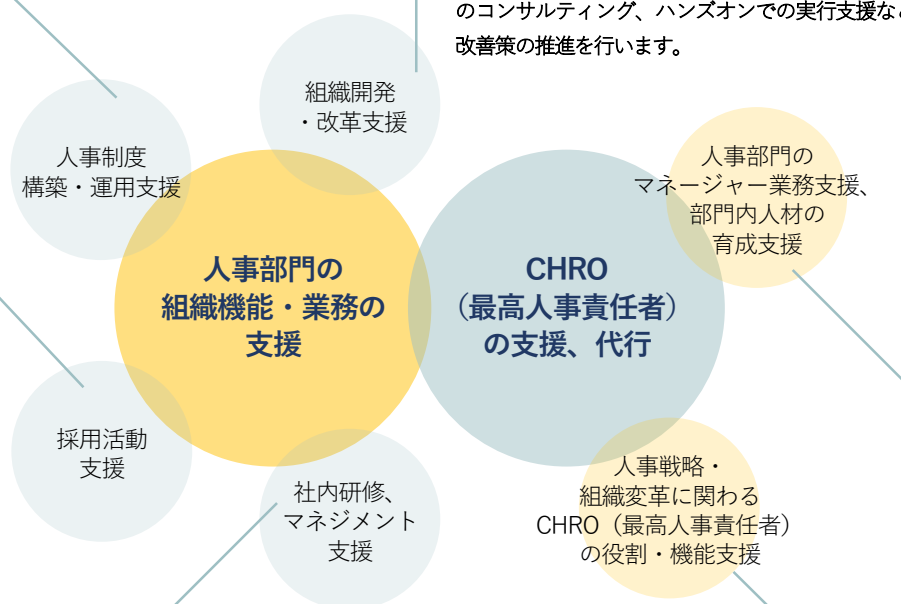 のコンサルティング、ハンズオンでの実行支援など
改善策の推進を行います。
組織開発
・改革支援
人事制度
構築・運用支援
人事部門の
マネージャー業務支援、
部門内人材の
育成支援
人事部門の
組織機能・業務の
支援
CHRO
（最高人事責任者）
の支援、代行
採用活動
支援
社内研修、
マネジメント
支援
人事戦略・
組織変革に関わる
CHRO（最高人事責任者）
の役割・機能支援